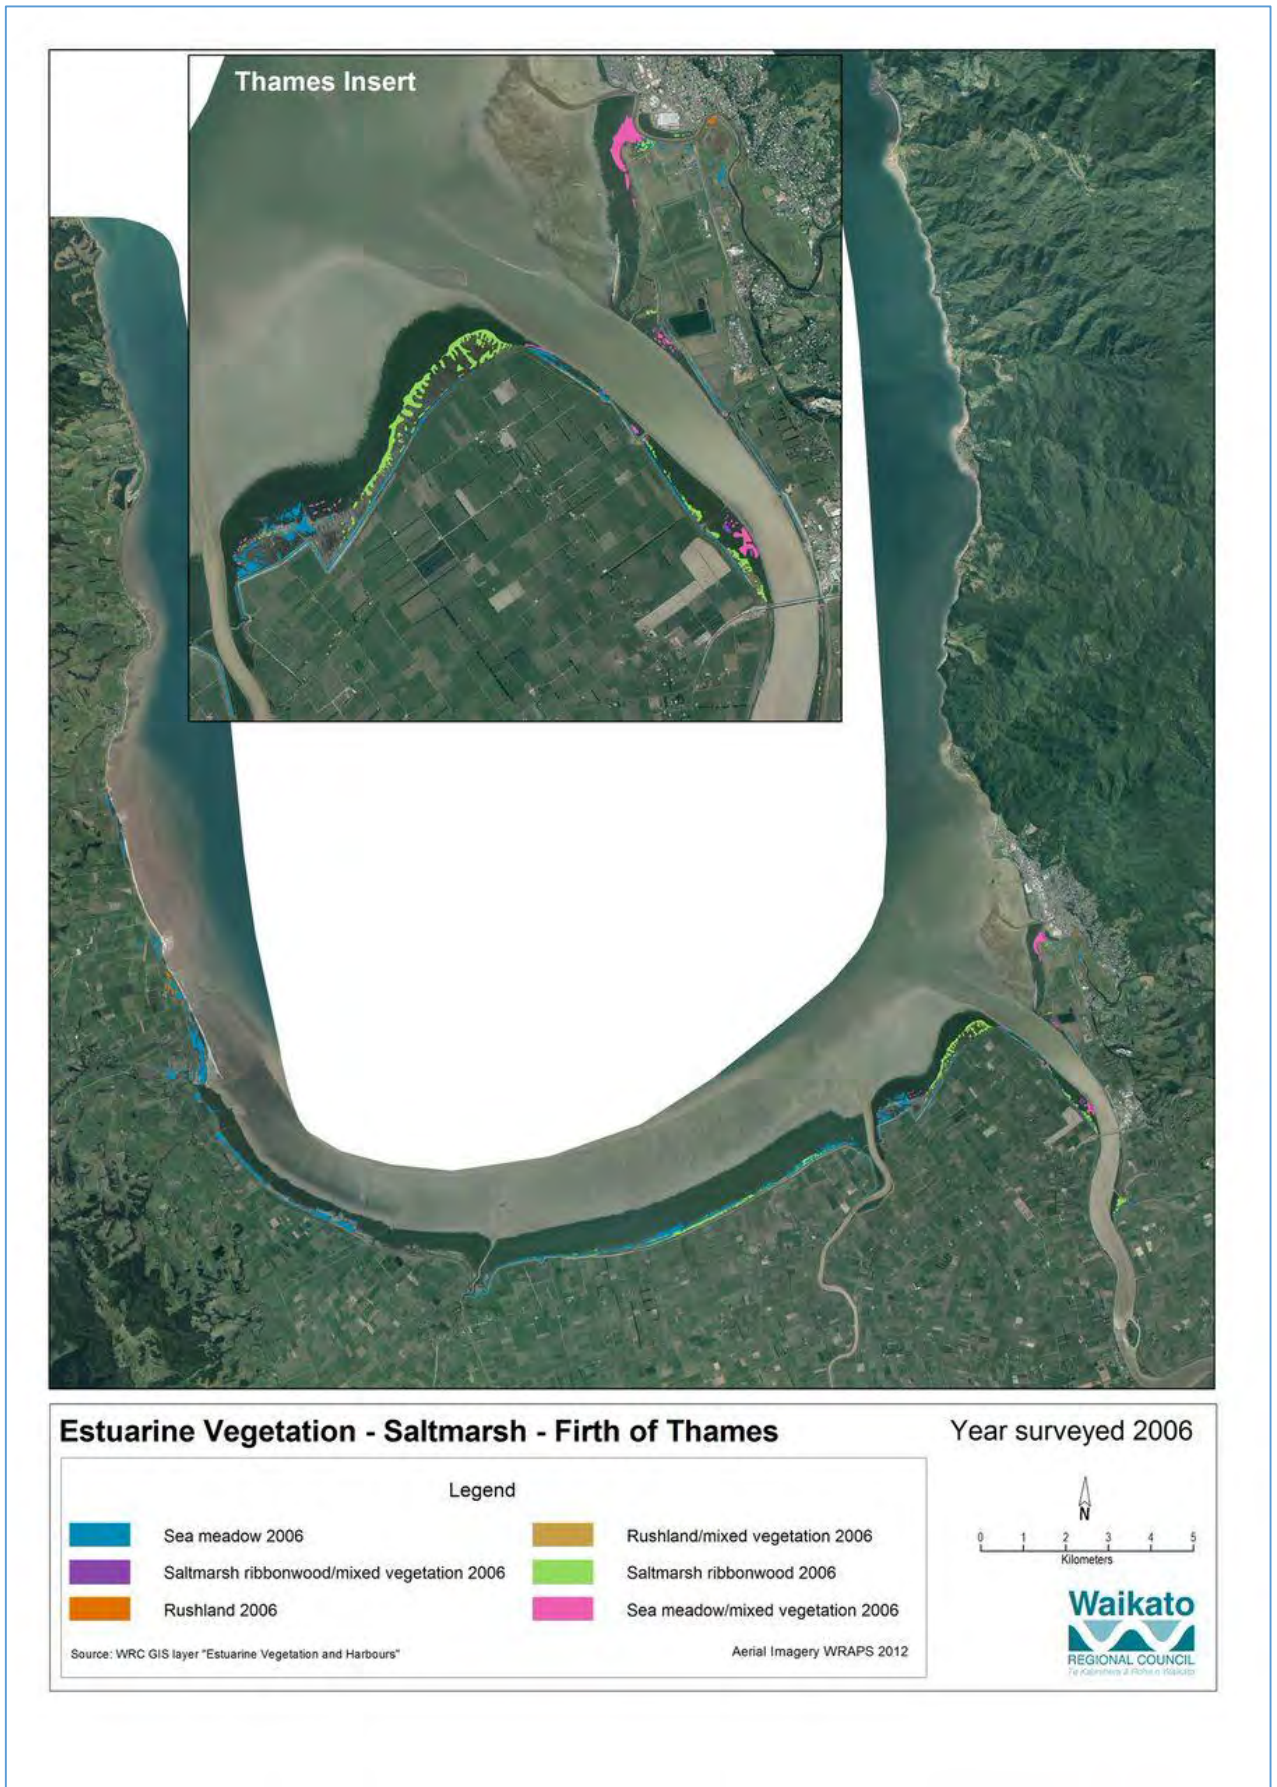 Thames Insert
Estuarine Vegetation - Saltmarsh - Firth of Thames
Year surveyed 2006
Legend
Sea meadow 2006
Saltmarsh ribbonwood/mixed vegetation 2006
Rushland 2006
Rushland/mixed vegetation 2006
Saltmarsh ribbonwood 2006
Sea meadow/mixed vegetation 2006
Source: WRC GIS layer "Estuarine Vegetation and Harbours"
Aerial Imagery WRAPS 2012
N
0 1 2 3 4 5
Kilometers
Waikato
REGIONAL COUNCIL